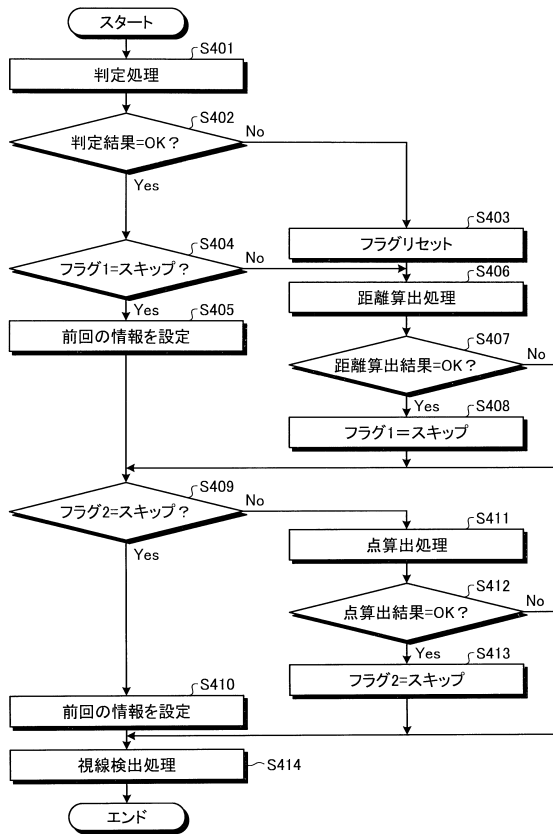 スタート
S401
判定処理
S402
判定結果=OK？
No
Yes
S403
フラグリセット
S404
フラグ1=スキップ？
No
Yes
S405
前回の情報を設定
S406
距離算出処理
S407
距離算出結果=OK？
No
Yes
S408
フラグ1＝スキップ
S409
フラグ2=スキップ？
No
Yes
S411
点算出処理
S412
点算出結果=OK？
No
Yes
S413
フラグ2=スキップ
S410
前回の情報を設定
視線検出処理
S414
エンド